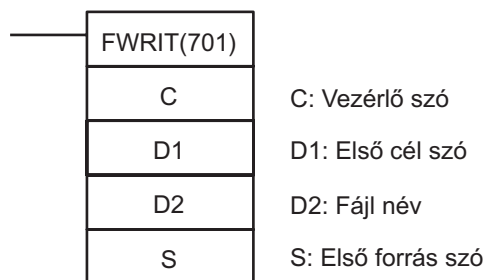 FWRIT(701)
C C: Vezérlő szó
D1 D1: Első cél szó
D2 D2: Fájl név
S S: Első forrás szó